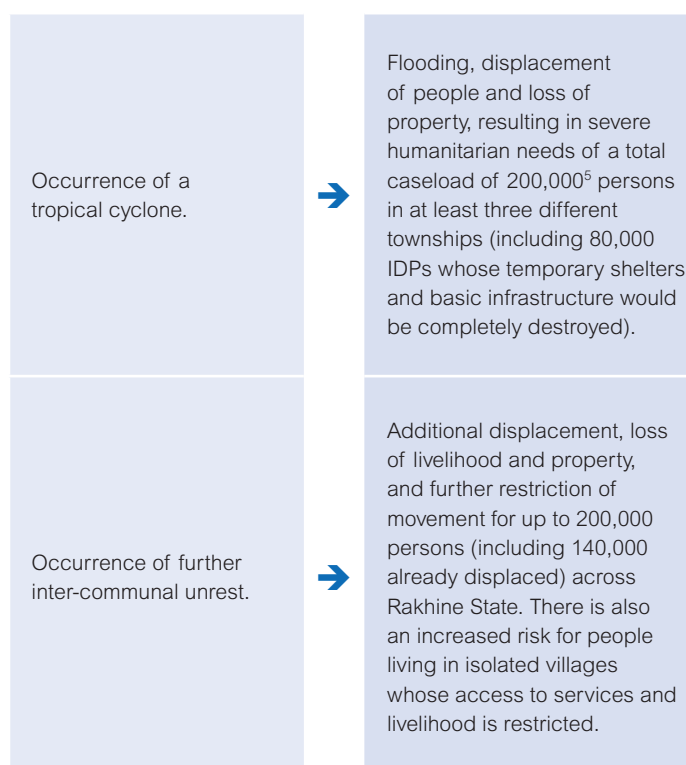 Occurrence of a
tropical cyclone.
Flooding, displacement
of people and loss of
property, resulting in severe
humanitarian needs of a total
caseload of 200,000⁵ persons
in at least three different
townships (including 80,000
IDPs whose temporary shelters
and basic infrastructure would
be completely destroyed).
Occurrence of further
inter-communal unrest.
Additional displacement, loss
of livelihood and property,
and further restriction of
movement for up to 200,000
persons (including 140,000
already displaced) across
Rakhine State. There is also
an increased risk for people
living in isolated villages
whose access to services and
livelihood is restricted.